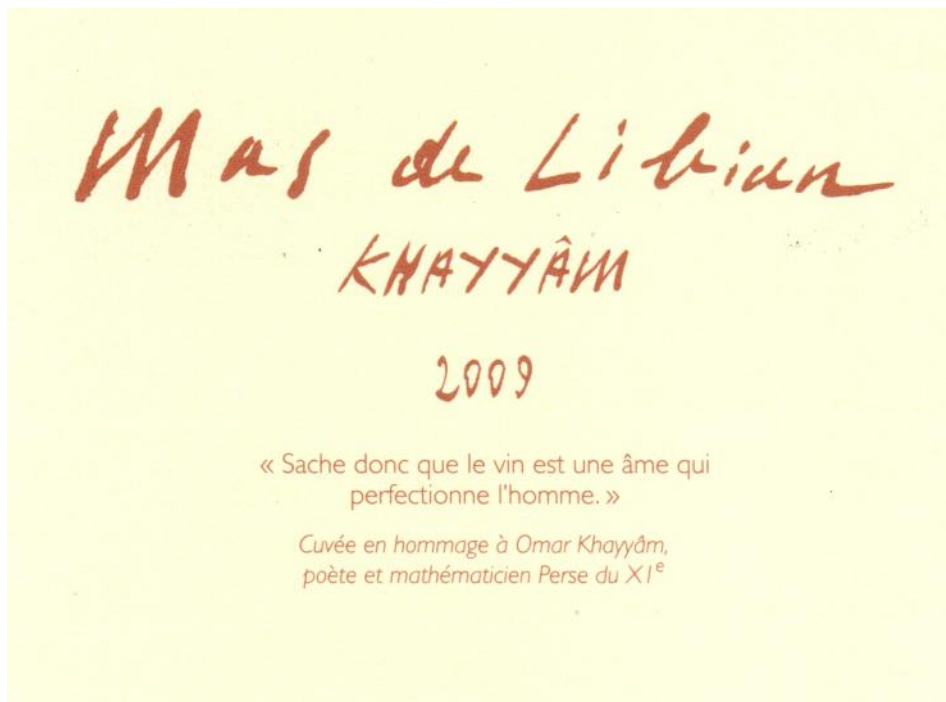 Mas de Libian
KHAYYÂM
2009
« Sache donc que le vin est une âme qui
perfectionne l'homme. »
Cuvée en hommage à Omar Khayyâm,
poète et mathématicien Perse du XIe